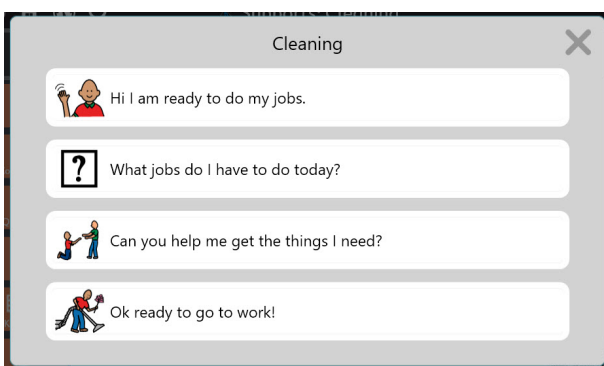 Cleaning
Hi I am ready to do my jobs.
?
What jobs do I have to do today?
Can you help me get the things I need?
Ok ready to go to work!